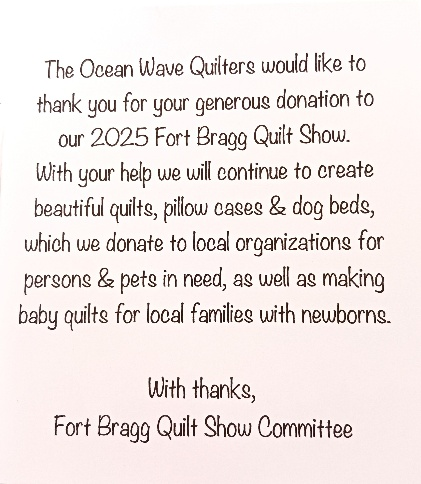 The Ocean Wave Quilters would like to
thank you for your generous donation to
our 2025 Fort Bragg Quilt Show.
With your help we will continue to create
beautiful quilts, pillow cases & dog beds,
which we donate to local organizations for
persons & pets in need, as well as making
baby quilts for local families with newborns.
With thanks,
Fort Bragg Quilt Show Committee